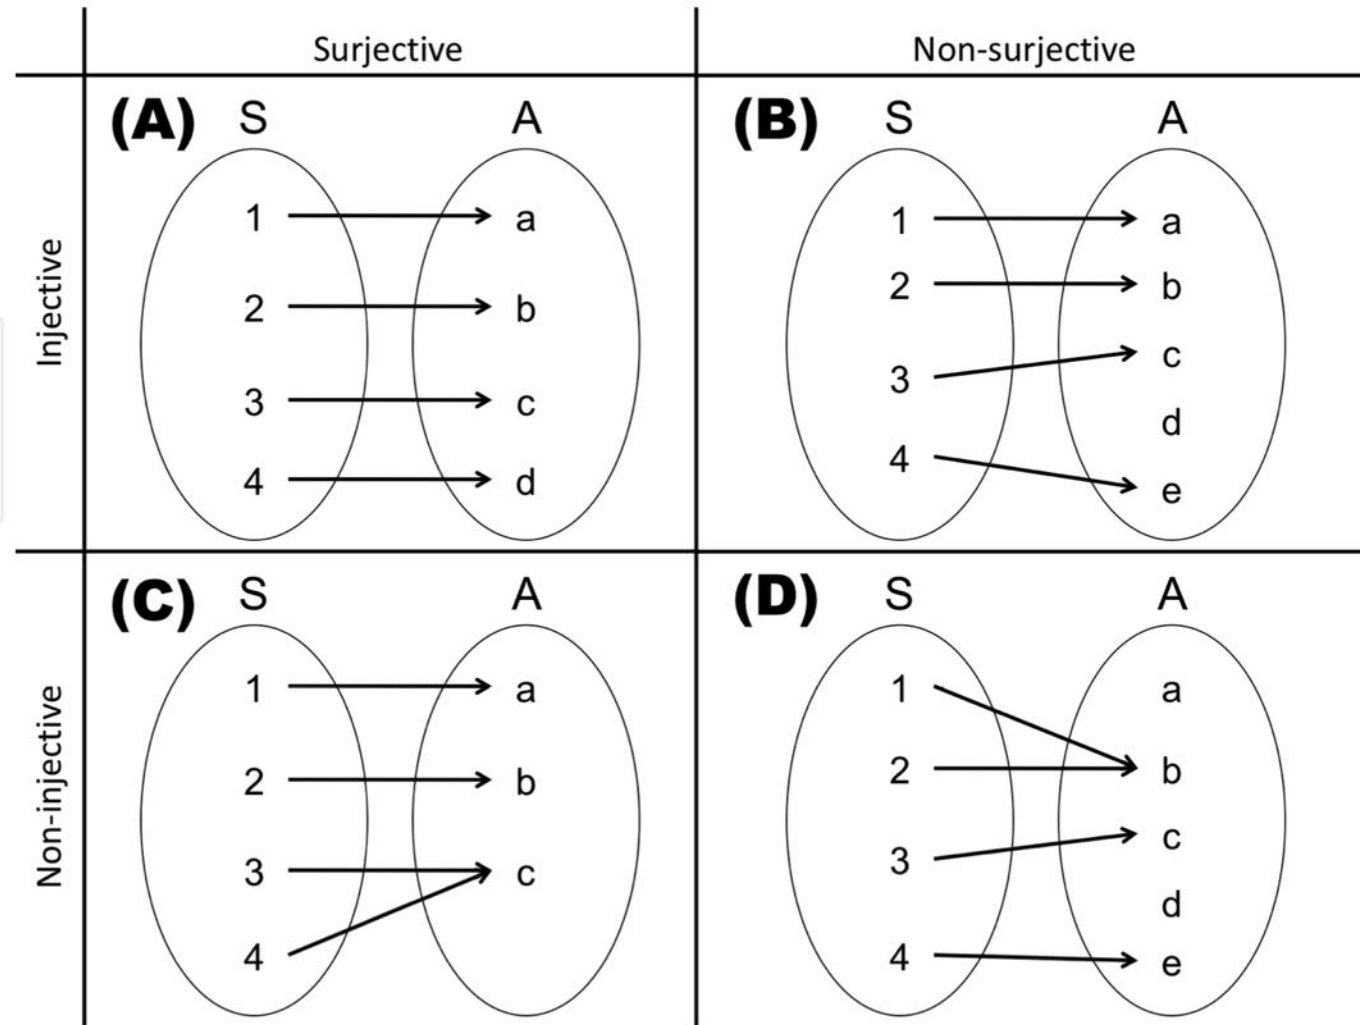 Surjective Non-surjective
Injective
(A) S A
1 a
2 b
3 c
4 d
(B) S A
1 a
2 b
3 c
4 d
e
Non-injective
(C) S A
1 a
2 b
3 c
4
(D) S A
1 a
2 b
3 c
4 d
e